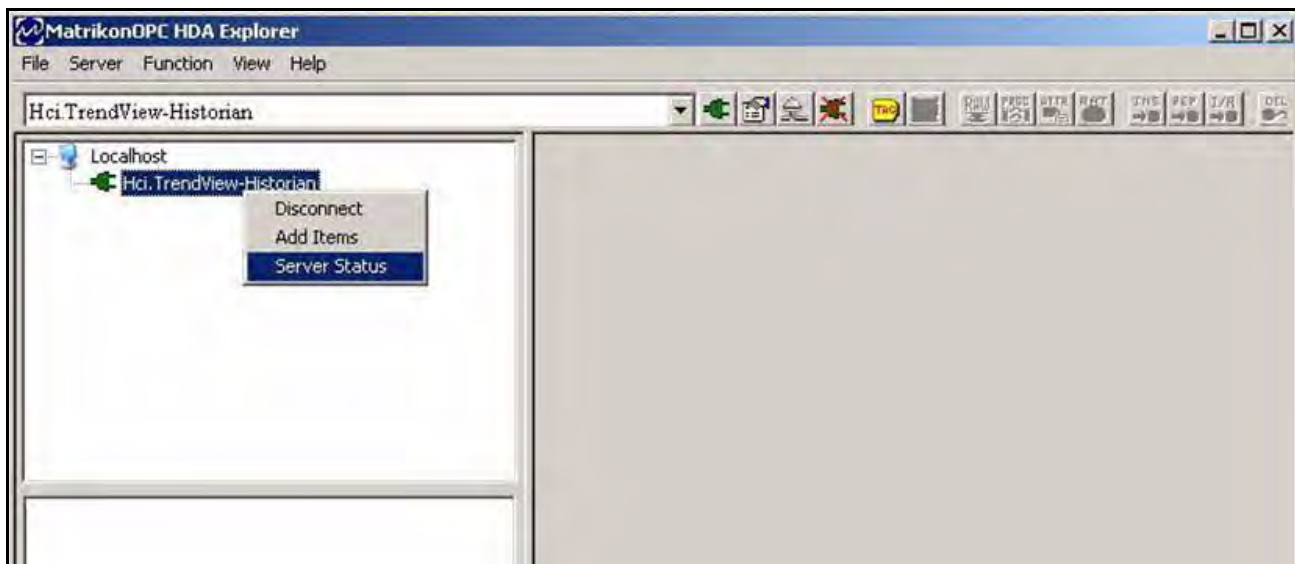 MatrikonOPC HDA Explorer
File Server Function View Help
Hci.TrendView-Historian
TAG
Localhost
Hci.TrendView-Historian
Disconnect
Add Items
Server Status